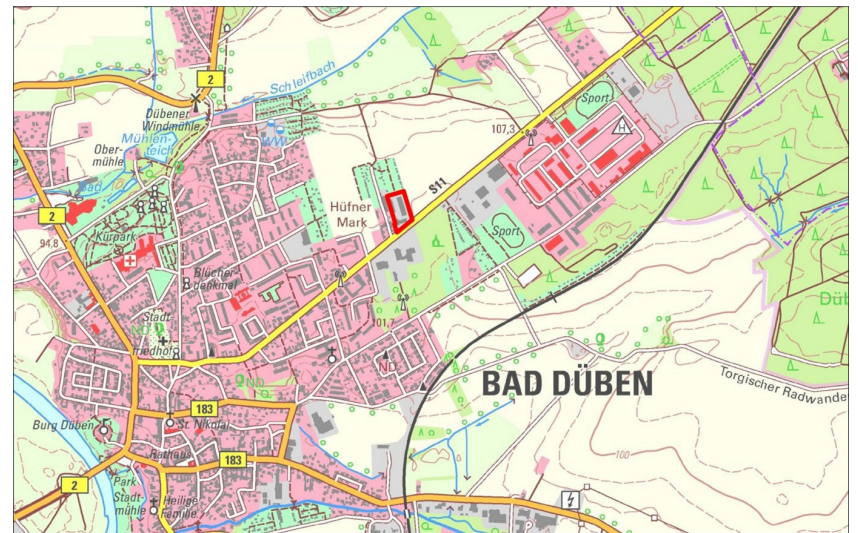 2
Schleifbach
Dübener
Windmühle
Mühlen-
teich
Ober-
mühle
WW
Bad
2
94,8
Kurpark
Hüfner
Mark
S11
107,3
Sport
H
Sport
Blücher-
denkmal
Stadt-
friedhof
ND
101,7
ND
ND
BAD DÜBEN
Düb
Torgischer Radwande
183
St. Nikolai
Burg Düben
Rathaus
183
100
2
Park
Stadt-
mühle
Heilige
Familie